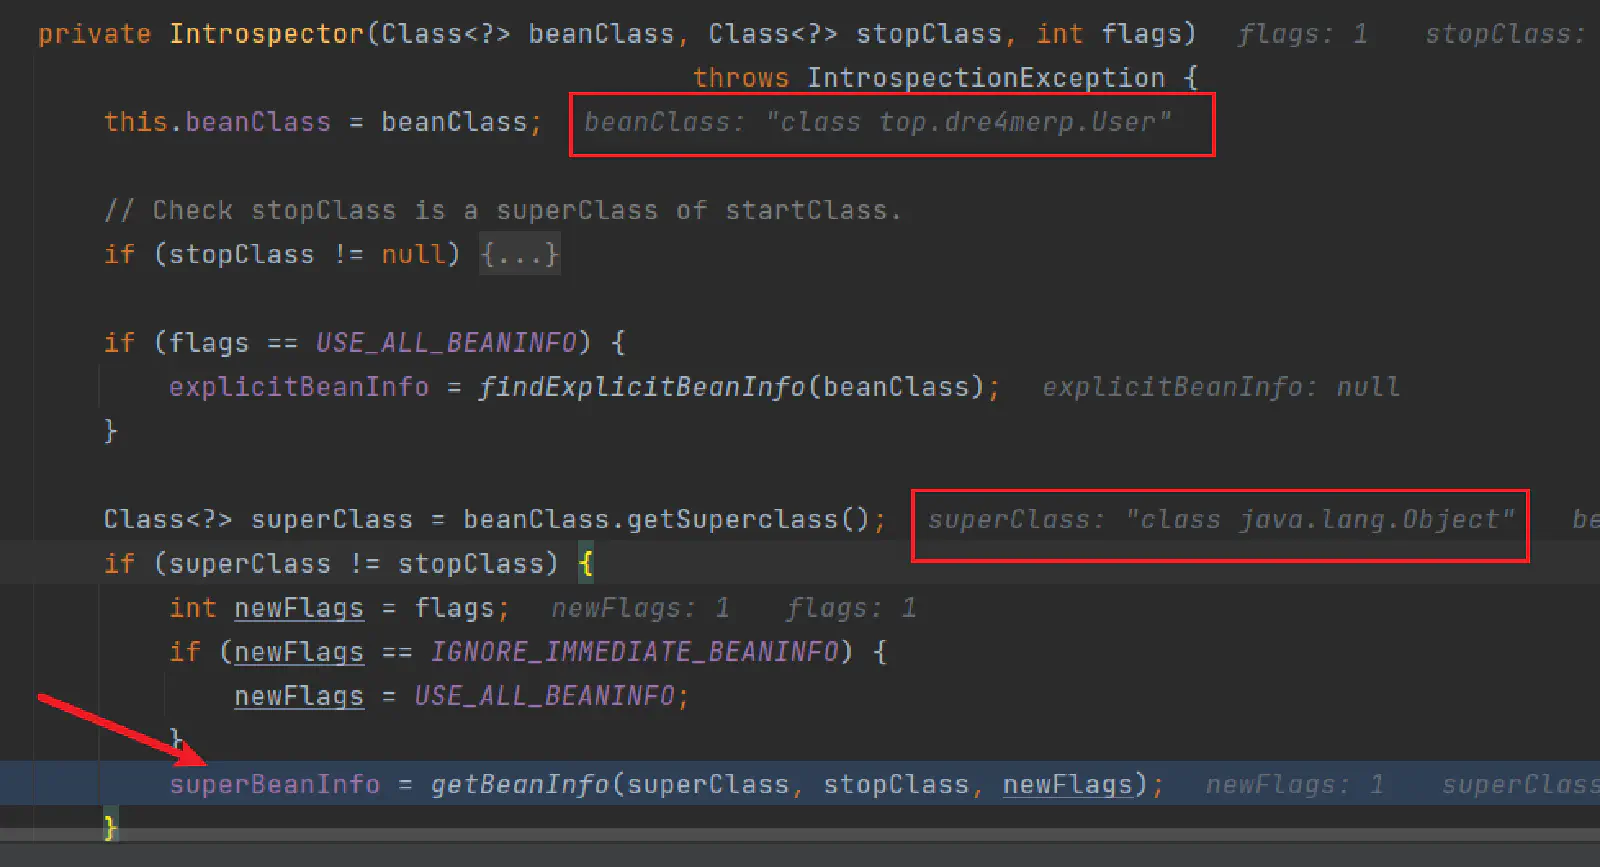 private Introspector(Class<?> beanClass, Class<?> stopClass, int flags) flags: 1 stopClass:
throws IntrospectionException {
this.beanClass = beanClass; beanClass: "class top.dre4merp.User"
// Check stopClass is a superClass of startClass.
if (stopClass != null) {...}
if (flags == USE_ALL_BEANINFO) {
explicitBeanInfo = findExplicitBeanInfo(beanClass); explicitBeanInfo: null
}
Class<?> superClass = beanClass.getSuperclass(); superClass: "class java.lang.Object" be
if (superClass != stopClass) {
int newFlags = flags; newFlags: 1 flags: 1
if (newFlags == IGNORE_IMMEDIATE_BEANINFO) {
newFlags = USE_ALL_BEANINFO;
}
superBeanInfo = getBeanInfo(superClass, stopClass, newFlags); newFlags: 1 superClass
}